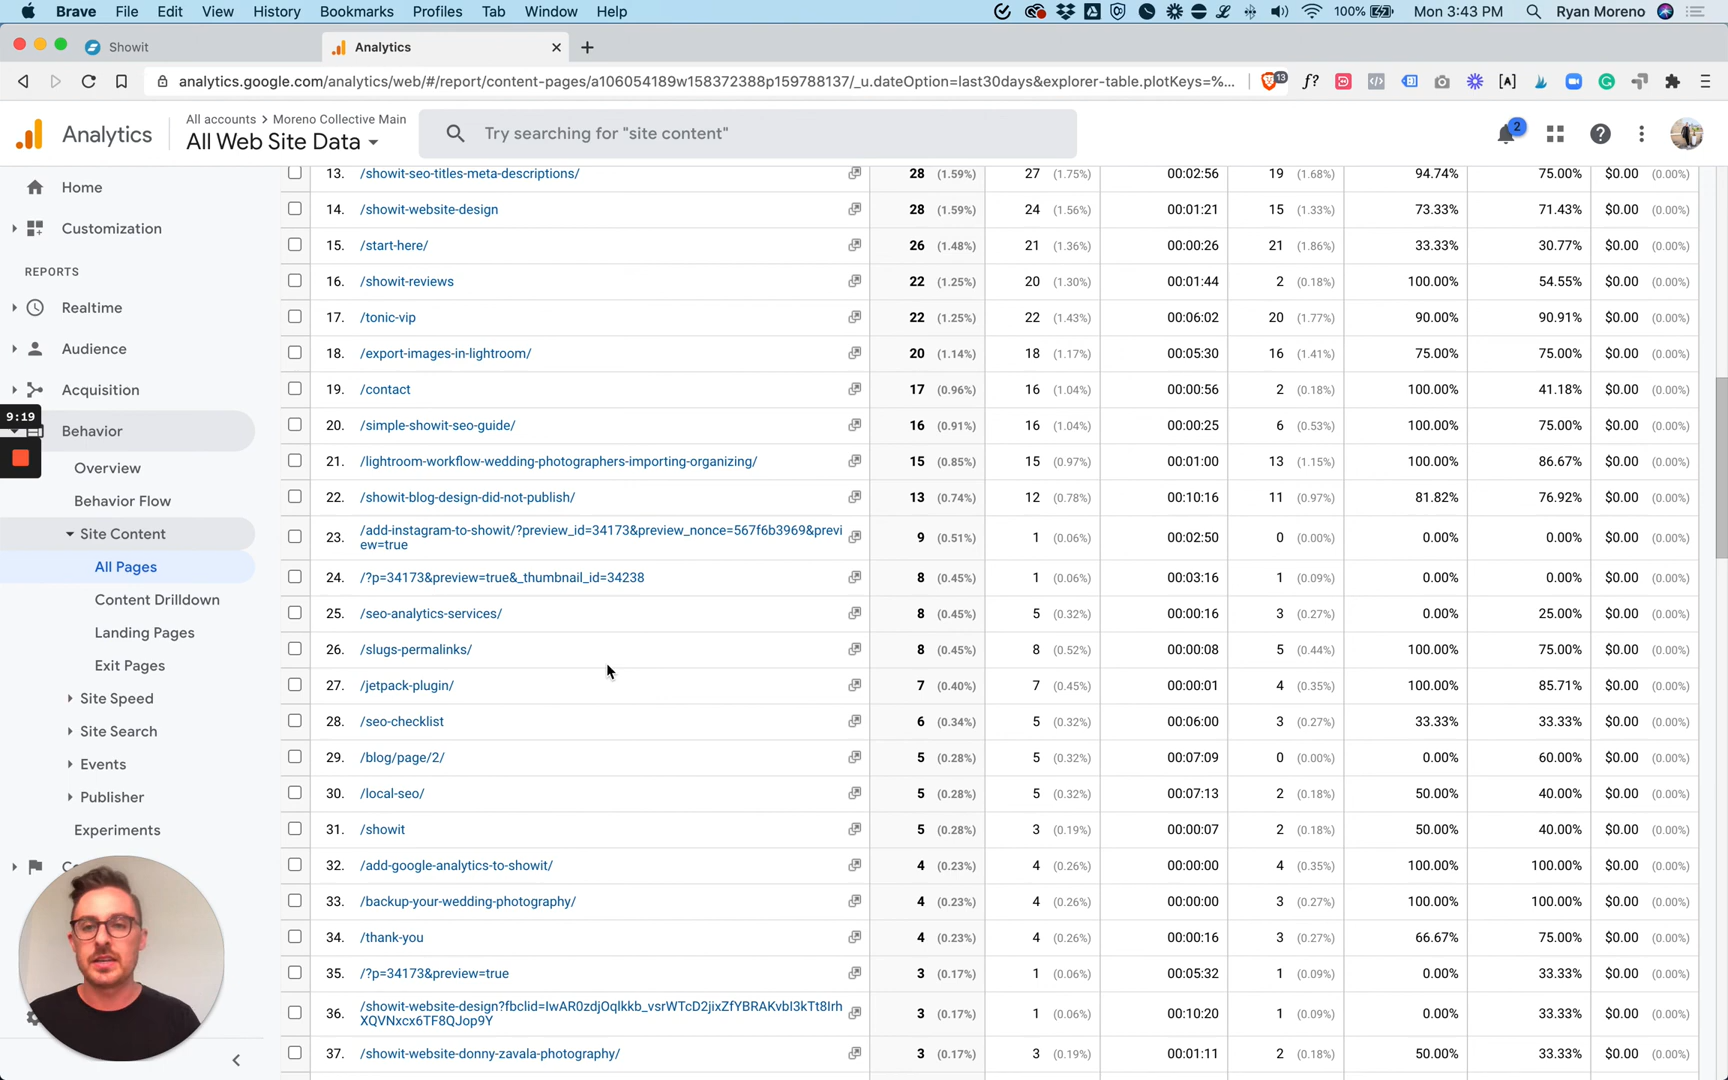 Brave File Edit View History Bookmarks Profiles Tab Window Help 100% Mon 3:43 PM Ryan Moreno
Showit Analytics
analytics.google.com/analytics/web/#/report/content-pages/a106054189w158372388p159788137/_u.dateOption=last30days&explorer-table.plotKeys=%... 13 f? [A]
Analytics
All accounts > Moreno Collective Main
All Web Site Data
Try searching for "site content"
2
Home
Customization
REPORTS
Realtime
Audience
Acquisition
9:19
Behavior
Overview
Behavior Flow
Site Content
All Pages
Content Drilldown
Landing Pages
Exit Pages
Site Speed
Site Search
Events
Publisher
Experiments
13. /showit-seo-titles-meta-descriptions/ 28 (1.59%) 27 (1.75%) 00:02:56 19 (1.68%) 94.74% 75.00% $0.00 (0.00%)
14. /showit-website-design 28 (1.59%) 24 (1.56%) 00:01:21 15 (1.33%) 73.33% 71.43% $0.00 (0.00%)
15. /start-here/ 26 (1.48%) 21 (1.36%) 00:00:26 21 (1.86%) 33.33% 30.77% $0.00 (0.00%)
16. /showit-reviews 22 (1.25%) 20 (1.30%) 00:01:44 2 (0.18%) 100.00% 54.55% $0.00 (0.00%)
17. /tonic-vip 22 (1.25%) 22 (1.43%) 00:06:02 20 (1.77%) 90.00% 90.91% $0.00 (0.00%)
18. /export-images-in-lightroom/ 20 (1.14%) 18 (1.17%) 00:05:30 16 (1.41%) 75.00% 75.00% $0.00 (0.00%)
19. /contact 17 (0.96%) 16 (1.04%) 00:00:56 2 (0.18%) 100.00% 41.18% $0.00 (0.00%)
20. /simple-showit-seo-guide/ 16 (0.91%) 16 (1.04%) 00:00:25 6 (0.53%) 100.00% 75.00% $0.00 (0.00%)
21. /lightroom-workflow-wedding-photographers-importing-organizing/ 15 (0.85%) 15 (0.97%) 00:01:00 13 (1.15%) 100.00% 86.67% $0.00 (0.00%)
22. /showit-blog-design-did-not-publish/ 13 (0.74%) 12 (0.78%) 00:10:16 11 (0.97%) 81.82% 76.92% $0.00 (0.00%)
/add-instagram-to-showit/?preview_id=34173&preview_nonce=567f6b3969&previ
23. ew=true 9 (0.51%) 1 (0.06%) 00:02:50 0 (0.00%) 0.00% 0.00% $0.00 (0.00%)
24. /?p=34173&preview=true&_thumbnail_id=34238 8 (0.45%) 1 (0.06%) 00:03:16 1 (0.09%) 0.00% 0.00% $0.00 (0.00%)
25. /seo-analytics-services/ 8 (0.45%) 5 (0.32%) 00:00:16 3 (0.27%) 0.00% 25.00% $0.00 (0.00%)
26. /slugs-permalinks/ 8 (0.45%) 8 (0.52%) 00:00:08 5 (0.44%) 100.00% 75.00% $0.00 (0.00%)
27. /jetpack-plugin/ 7 (0.40%) 7 (0.45%) 00:00:01 4 (0.35%) 100.00% 85.71% $0.00 (0.00%)
28. /seo-checklist 6 (0.34%) 5 (0.32%) 00:06:00 3 (0.27%) 33.33% 33.33% $0.00 (0.00%)
29. /blog/page/2/ 5 (0.28%) 5 (0.32%) 00:07:09 0 (0.00%) 0.00% 60.00% $0.00 (0.00%)
30. /local-seo/ 5 (0.28%) 5 (0.32%) 00:07:13 2 (0.18%) 50.00% 40.00% $0.00 (0.00%)
31. /showit 5 (0.28%) 3 (0.19%) 00:00:07 2 (0.18%) 50.00% 40.00% $0.00 (0.00%)
32. /add-google-analytics-to-showit/ 4 (0.23%) 4 (0.26%) 00:00:00 4 (0.35%) 100.00% 100.00% $0.00 (0.00%)
33. /backup-your-wedding-photography/ 4 (0.23%) 4 (0.26%) 00:00:00 3 (0.27%) 100.00% 100.00% $0.00 (0.00%)
34. /thank-you 4 (0.23%) 4 (0.26%) 00:00:16 3 (0.27%) 66.67% 75.00% $0.00 (0.00%)
35. /?p=34173&preview=true 3 (0.17%) 1 (0.06%) 00:05:32 1 (0.09%) 0.00% 33.33% $0.00 (0.00%)
36. 3 (0.17%) 1 (0.06%) 00:10:20 1 (0.09%) 0.00% 33.33% $0.00 (0.00%)
37. /showit-website-donny-zavala-photography/ 3 (0.17%) 3 (0.19%) 00:01:11 2 (0.18%) 50.00% 33.33% $0.00 (0.00%)